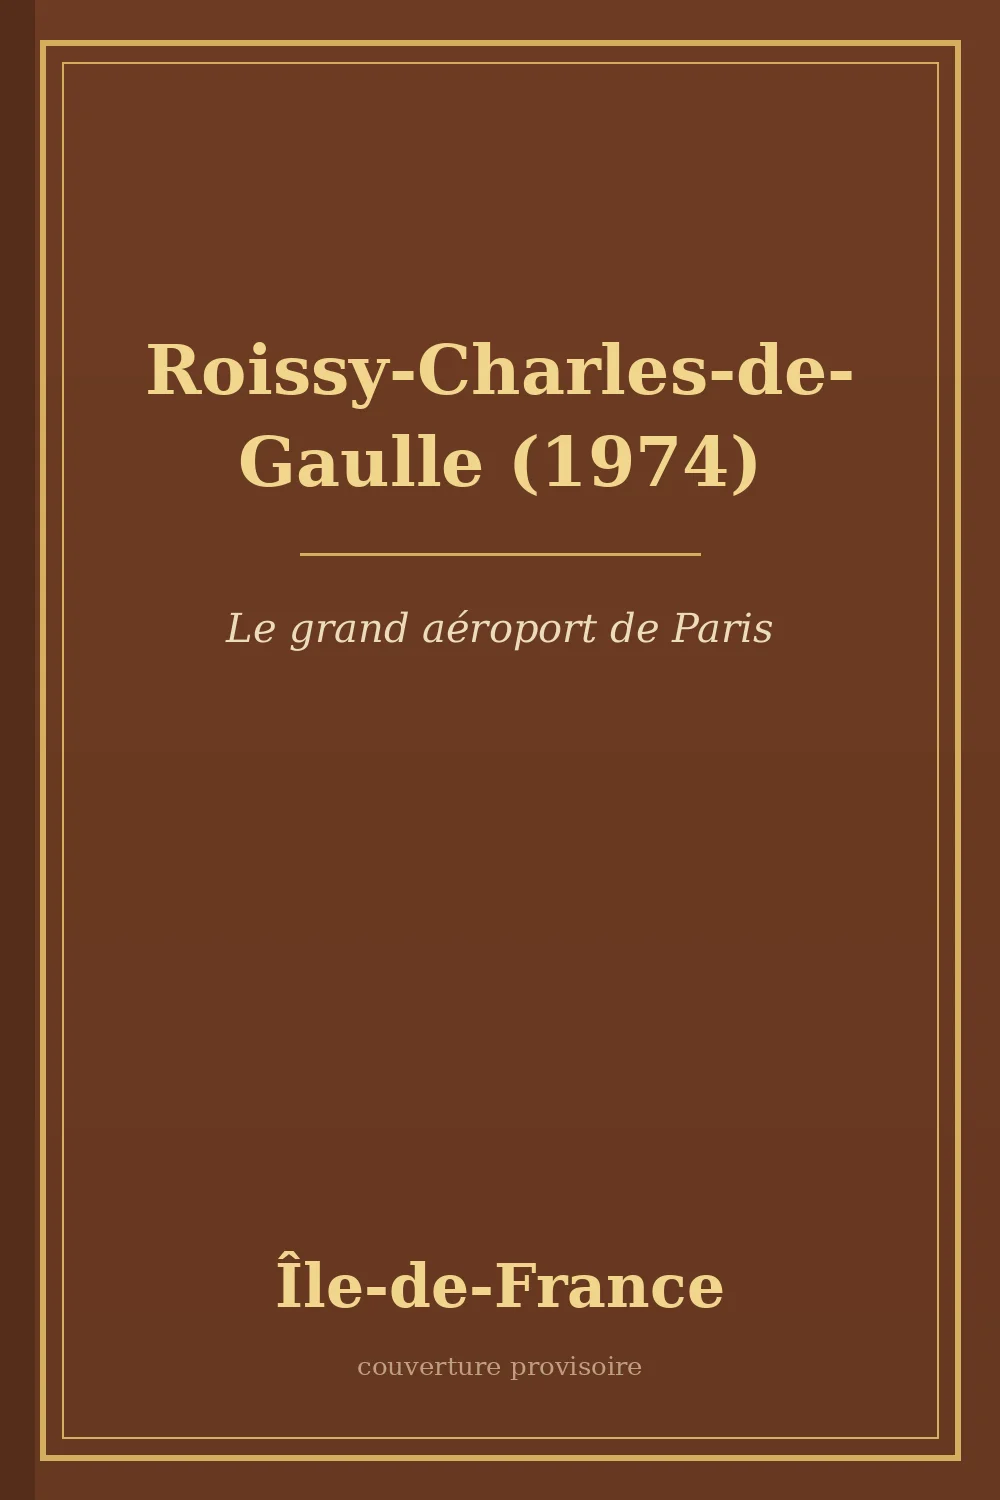 Roissy-Charles-de-
Gaulle (1974)
Le grand aéroport de Paris
Île-de-France
couverture provisoire